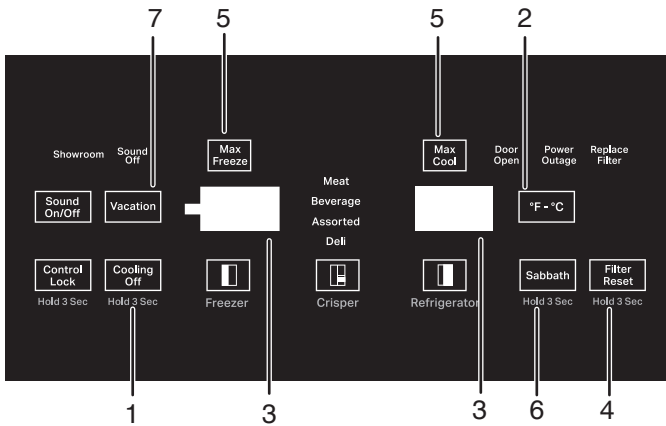 7
5
5
2
Max
Freeze
Max
Cool
Showroom
Sound
Off
Door
Open
Power
Outage
Replace
Filter
Meat
Beverage
Assorted
Deli
Sound
On/Off
Vacation
°F - °C
Control
Lock
Cooling
Off
Sabbath
Filter
Reset
Hold 3 Sec
Hold 3 Sec
Freezer
Crisper
Refrigerator
Hold 3 Sec
Hold 3 Sec
1
3
3
6
4